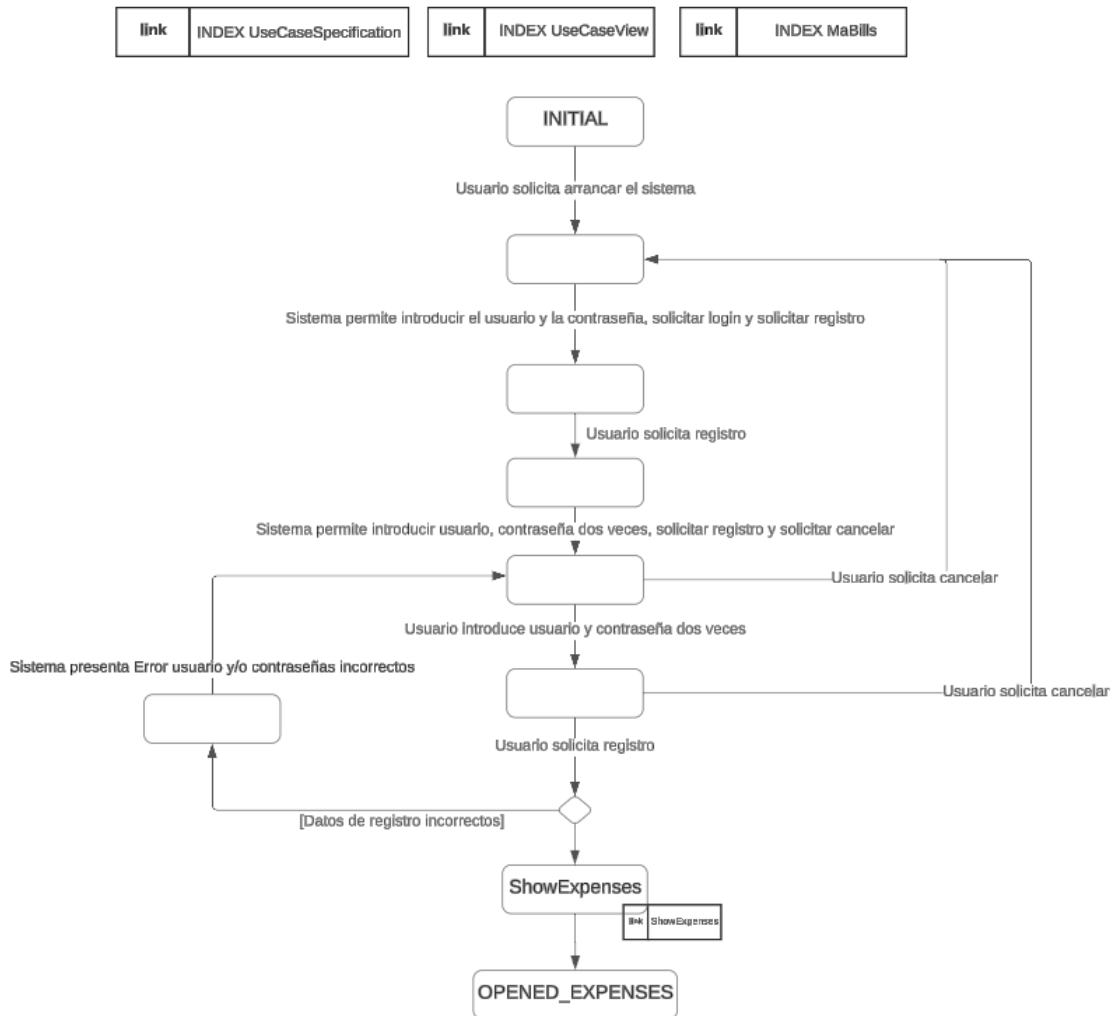 link INDEX UseCaseSpecification
link INDEX UseCaseView
link INDEX MaBills
INITIAL
Usuario solicita arrancar el sistema
Sistema permite introducir el usuario y la contraseña, solicitar login y solicitar registro
Usuario solicita registro
Sistema permite introducir usuario, contraseña dos veces, solicitar registro y solicitar cancelar
Usuario solicita cancelar
Usuario introduce usuario y contraseña dos veces
Sistema presenta Error usuario y/o contraseñas incorrectos
Usuario solicita cancelar
Usuario solicita registro
[Datos de registro incorrectos]
ShowExpenses
link ShowExpenses
OPENED_EXPENSES